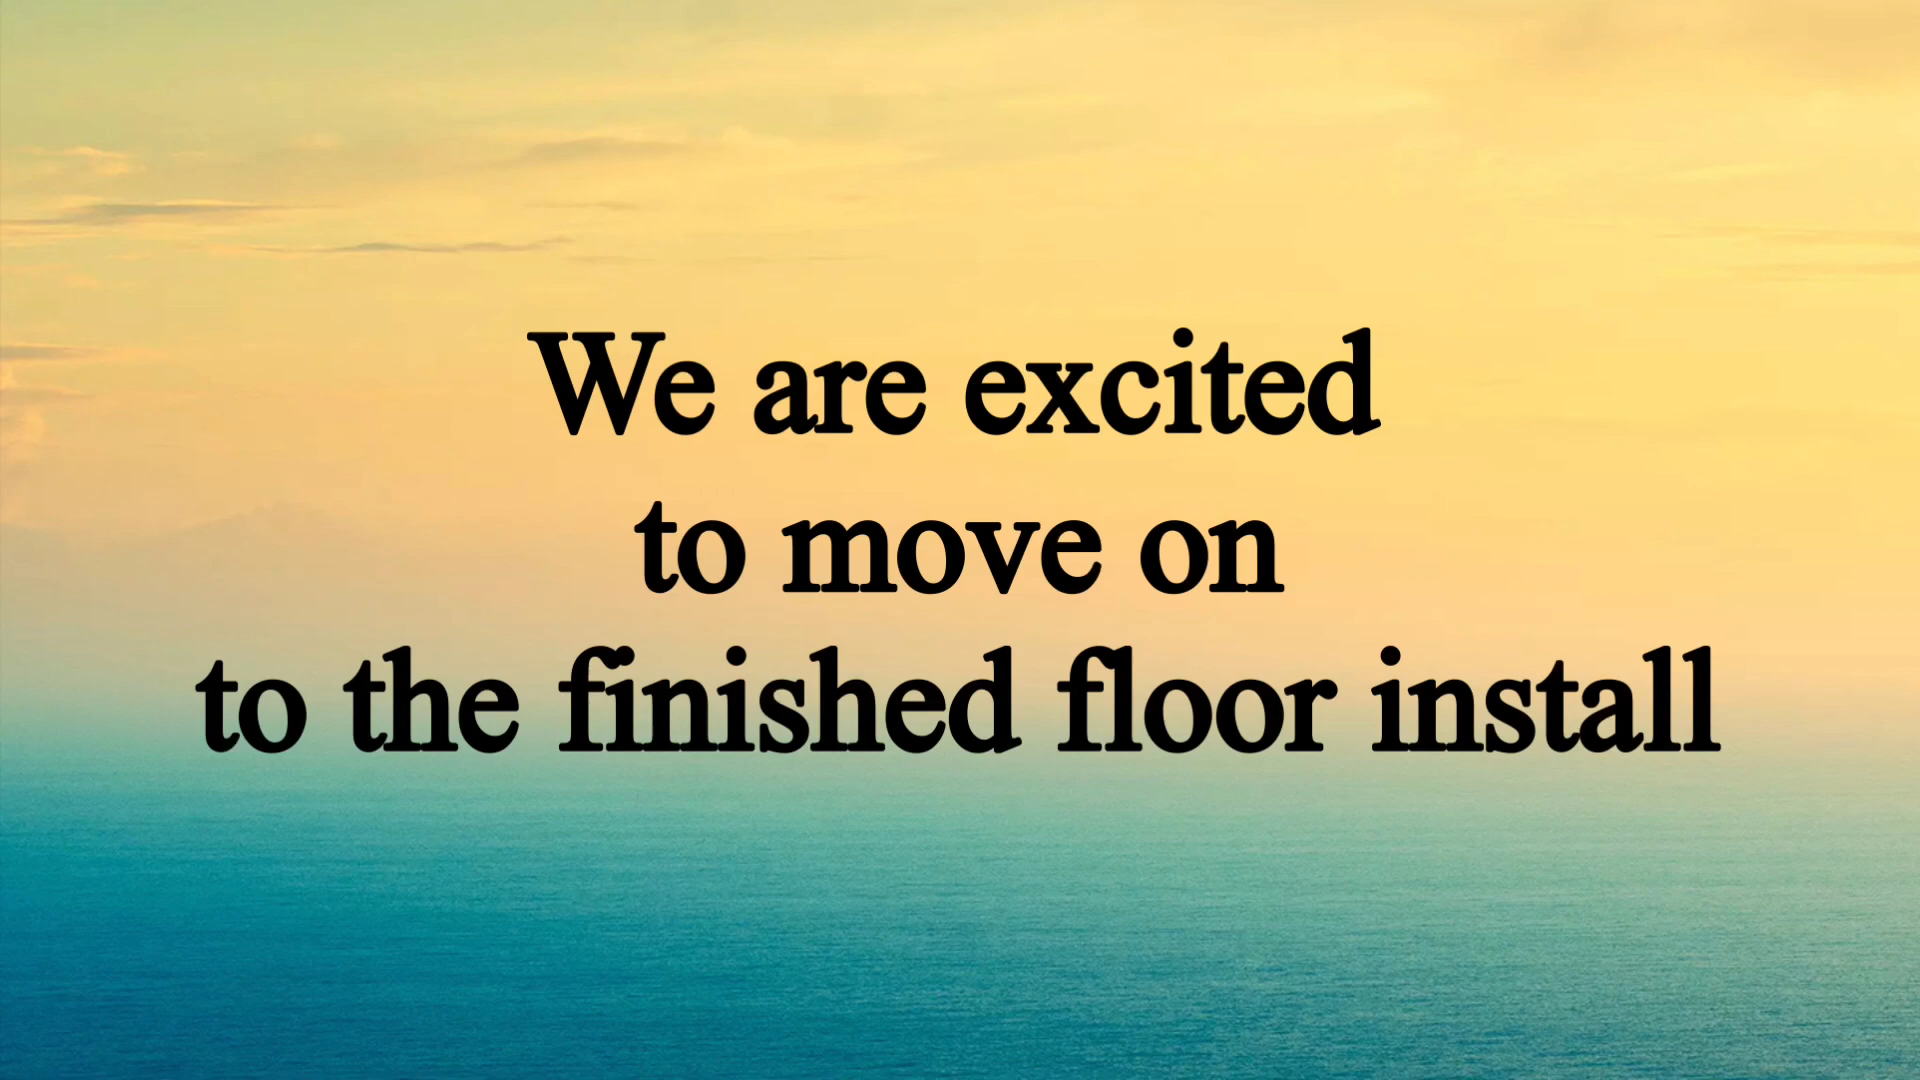 We are excited
to move on
to the finished floor install